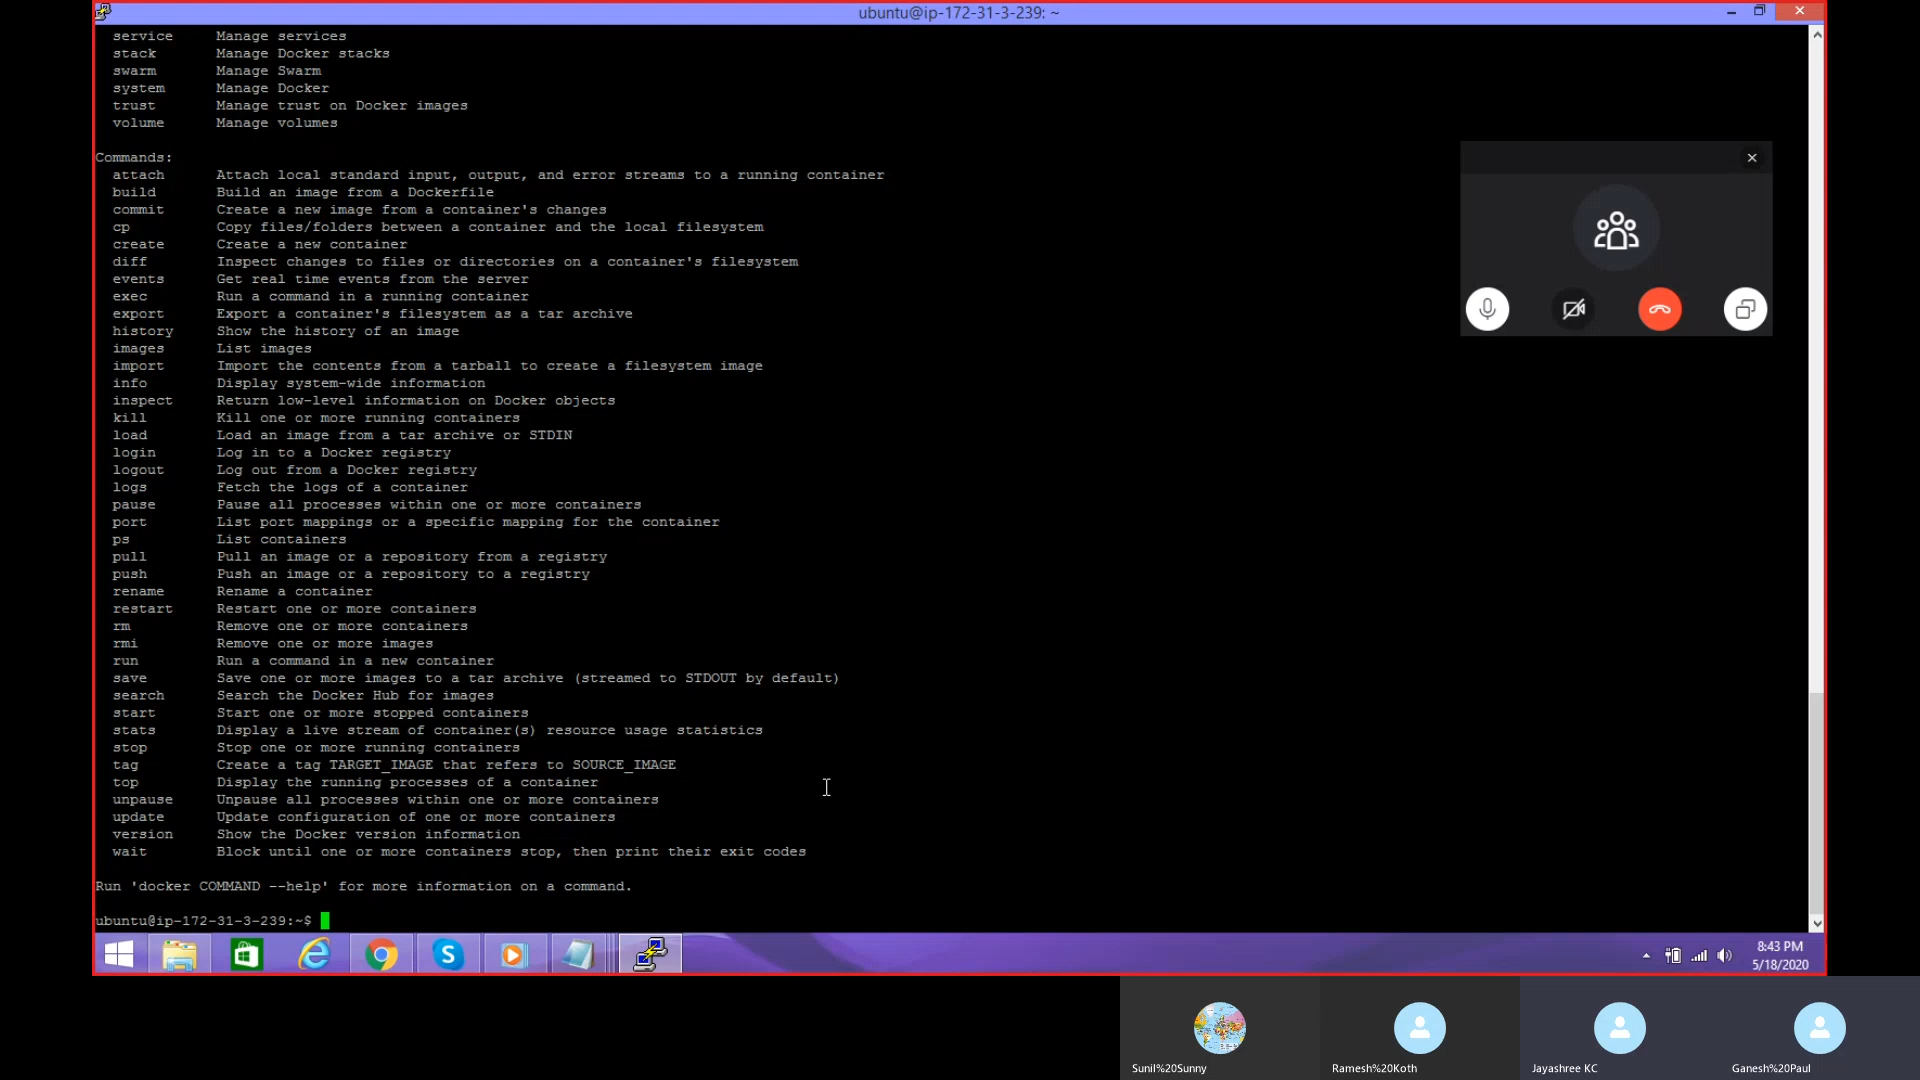 ubuntu@ip-172-31-3-239: ~
service Manage services
stack Manage Docker stacks
swarm Manage Swarm
system Manage Docker
trust Manage trust on Docker images
volume Manage volumes
Commands:
attach Attach local standard input, output, and error streams to a running container
build Build an image from a Dockerfile
commit Create a new image from a container's changes
cp Copy files/folders between a container and the local filesystem
create Create a new container
diff Inspect changes to files or directories on a container's filesystem
events Get real time events from the server
exec Run a command in a running container
export Export a container's filesystem as a tar archive
history Show the history of an image
images List images
import Import the contents from a tarball to create a filesystem image
info Display system-wide information
inspect Return low-level information on Docker objects
kill Kill one or more running containers
load Load an image from a tar archive or STDIN
login Log in to a Docker registry
logout Log out from a Docker registry
logs Fetch the logs of a container
pause Pause all processes within one or more containers
port List port mappings or a specific mapping for the container
ps List containers
pull Pull an image or a repository from a registry
push Push an image or a repository to a registry
rename Rename a container
restart Restart one or more containers
rm Remove one or more containers
rmi Remove one or more images
run Run a command in a new container
save Save one or more images to a tar archive (streamed to STDOUT by default)
search Search the Docker Hub for images
start Start one or more stopped containers
stats Display a live stream of container(s) resource usage statistics
stop Stop one or more running containers
tag Create a tag TARGET_IMAGE that refers to SOURCE_IMAGE
top Display the running processes of a container
unpause Unpause all processes within one or more containers
update Update configuration of one or more containers
version Show the Docker version information
wait Block until one or more containers stop, then print their exit codes
Run 'docker COMMAND --help' for more information on a command.
ubuntu@ip-172-31-3-239:~$
8:43 PM
5/18/2020
Sunil%20Sunny
Ramesh%20Koth
Jayashree KC
Ganesh%20Paul